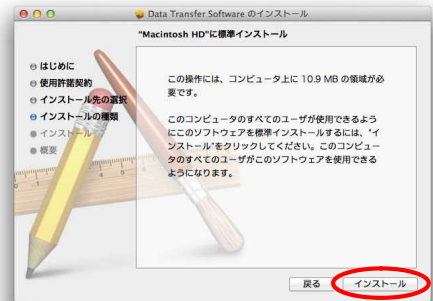 Data Transfer Software のインストール
"Macintosh HD"に標準インストール
はじめに
使用許諾契約
インストール先の選択
インストールの種類
インストール
概要
この操作には、コンピュータ上に 10.9 MB の領域が必
要です。
このコンピュータのすべてのユーザが使用できるよう
にこのソフトウェアを標準インストールするには、"イ
ンストール"をクリックしてください。このコンピュー
タのすべてのユーザがこのソフトウェアを使用できる
ようになります。
戻る
インストール